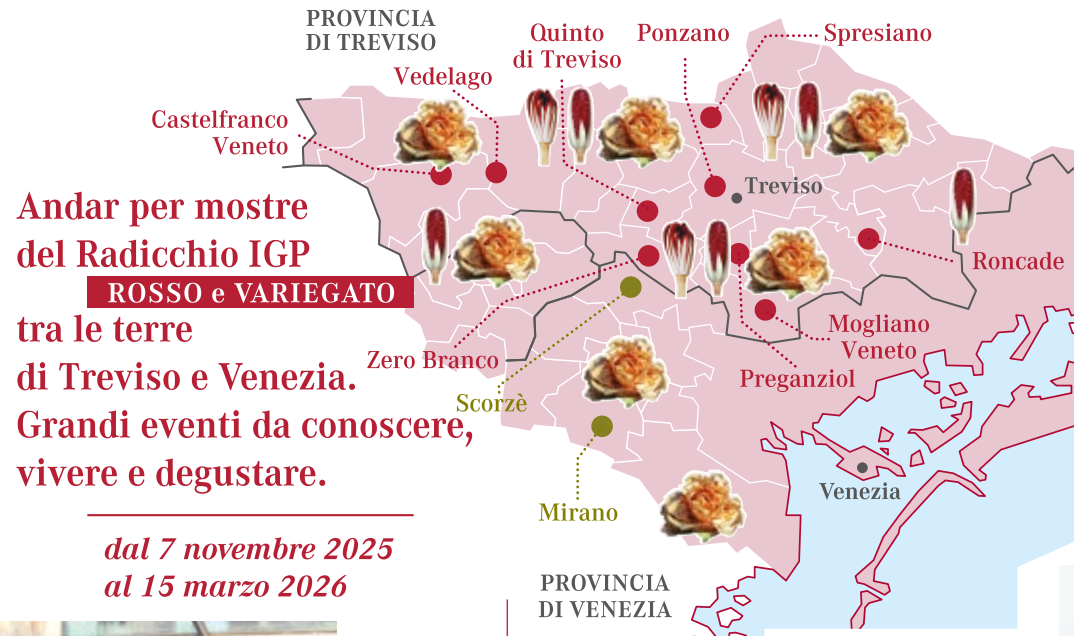 PROVINCIA
DI TREVISO
Quinto
di Treviso
Ponzano
Spresiano
Vedelago
Castelfranco
Veneto
Treviso
Andar per mostre
del Radicchio IGP
ROSSO e VARIEGATO
tra le terre
di Treviso e Venezia.
Grandi eventi da conoscere,
vivere e degustare.
Roncade
Mogliano
Veneto
Zero Branco
Preganziol
Scorzè
Venezia
Mirano
dal 7 novembre 2025
al 15 marzo 2026
PROVINCIA
DI VENEZIA